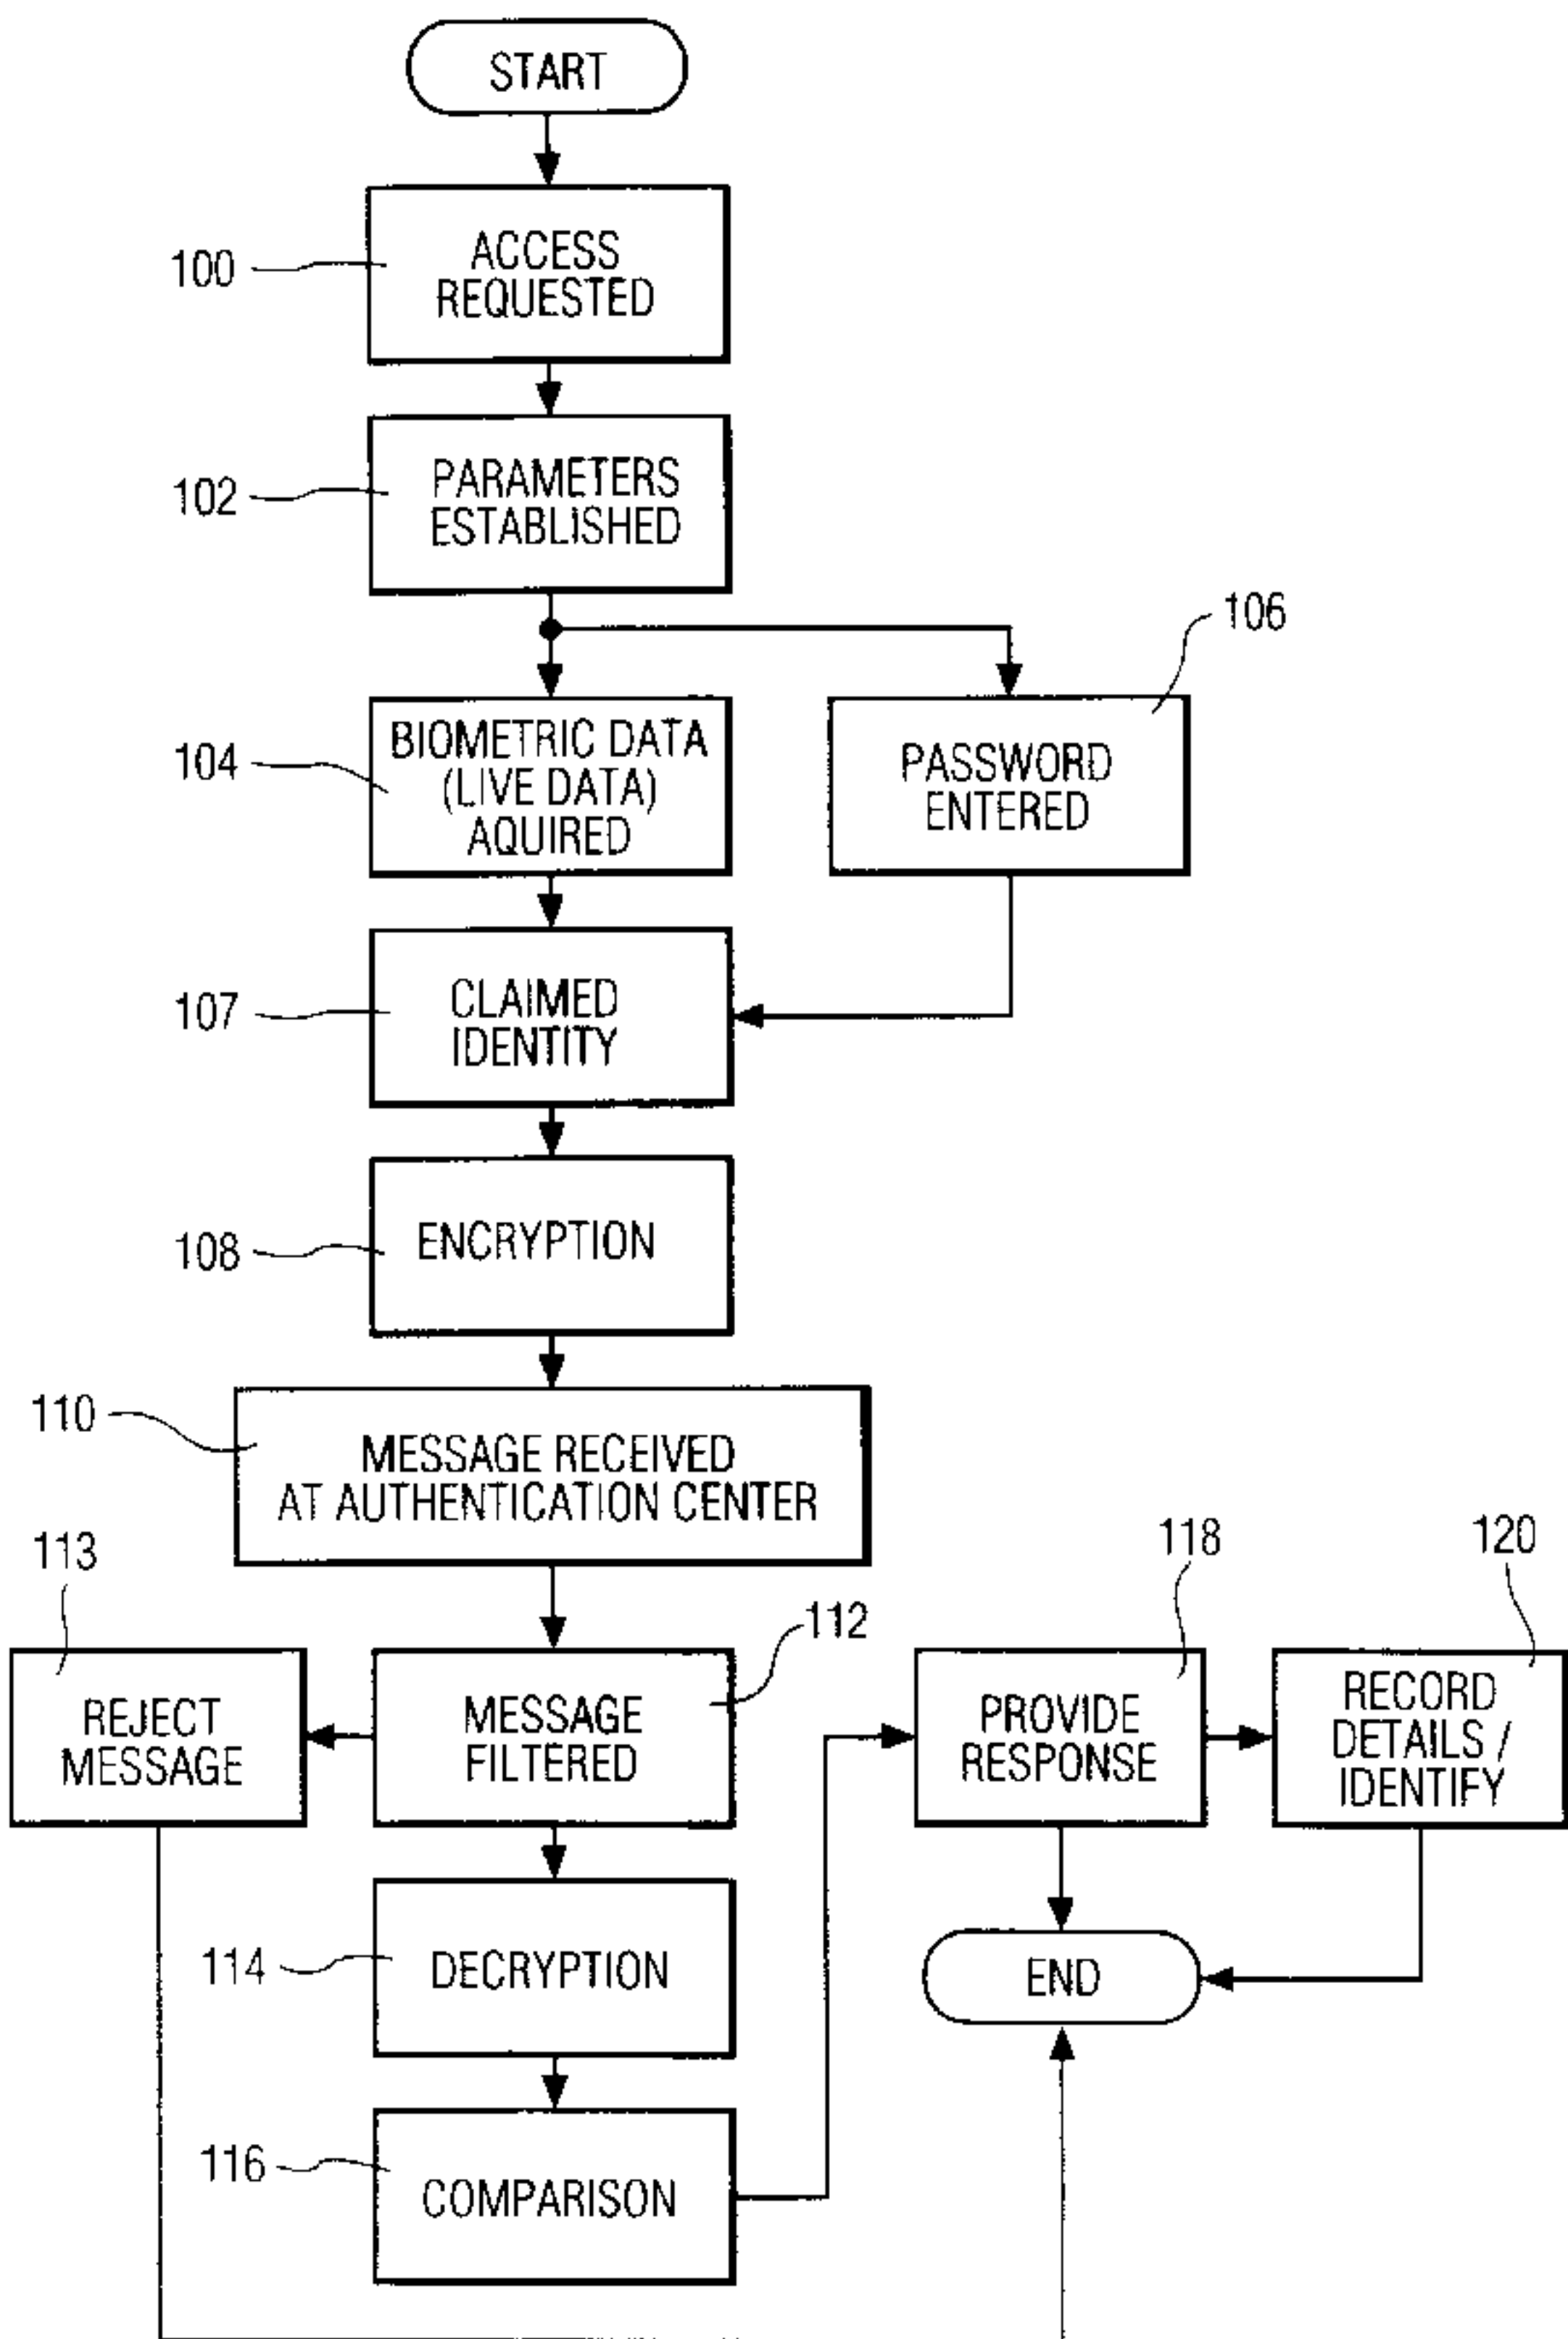 START
100
ACCESS
REQUESTED
102
PARAMETERS
ESTABLISHED
104
BIOMETRIC DATA
(LIVE DATA)
AQUIRED
106
PASSWORD
ENTERED
107
CLAIMED
IDENTITY
108
ENCRYPTION
110
MESSAGE RECEIVED
AT AUTHENTICATION CENTER
113
REJECT
MESSAGE
112
MESSAGE
FILTERED
118
PROVIDE
RESPONSE
120
RECORD
DETAILS /
IDENTIFY
114
DECRYPTION
END
116
COMPARISON